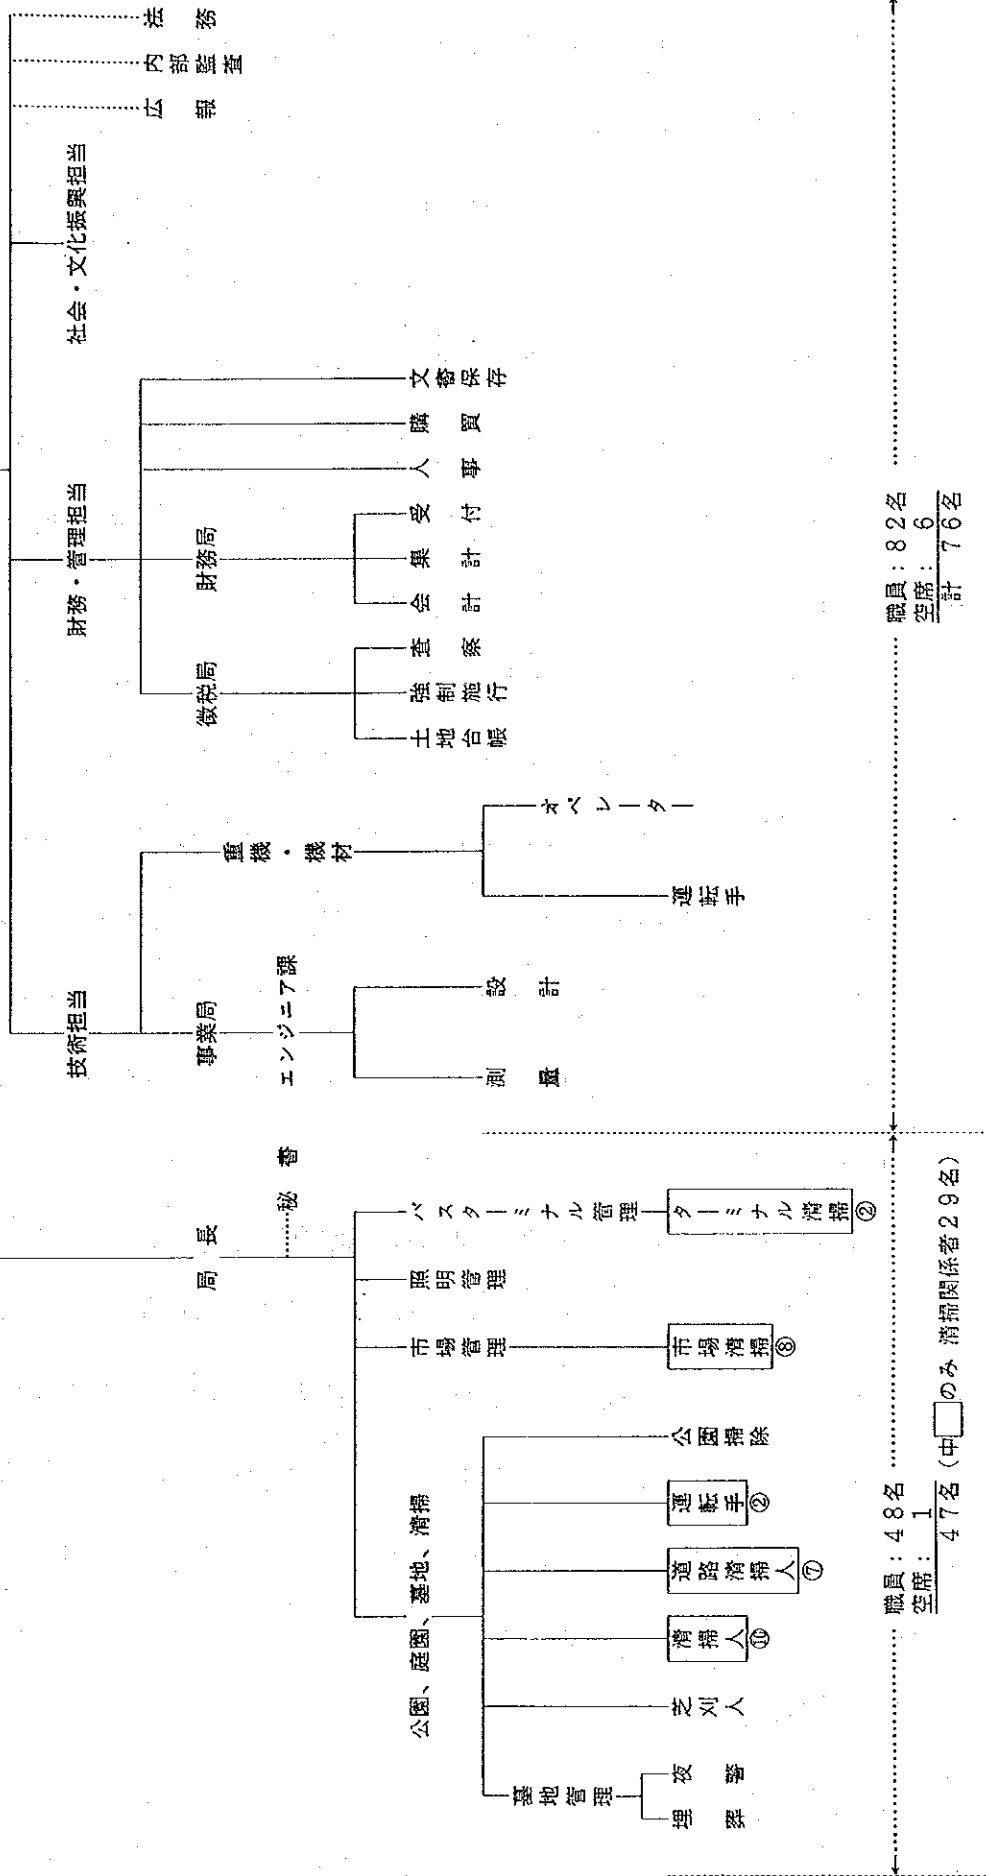 局長
秘書
公園、庭園、墓地、清掃
市場管理
照明管理
バスターミナル管理
墓地管理
埋葬
夜警
芝刈人
清掃人
⑩
道路清掃人
⑦
運転手
②
公園掃除
市場清掃
⑧
ターミナル清掃
②
職員：48名
空席： 1
47名（中□のみ 清掃関係者29名）
技術担当
事業局
エンジニア課
測量
設計
重機・機材
運転手
オペレーター
財務・管理担当
徴税局
土地台帳
強制施行
査察
財務局
会計
集計
受付
人事
購買
文書保存
社会・文化振興担当
広報
内部監査
法務
職員：82名
空席： 6
計 76名